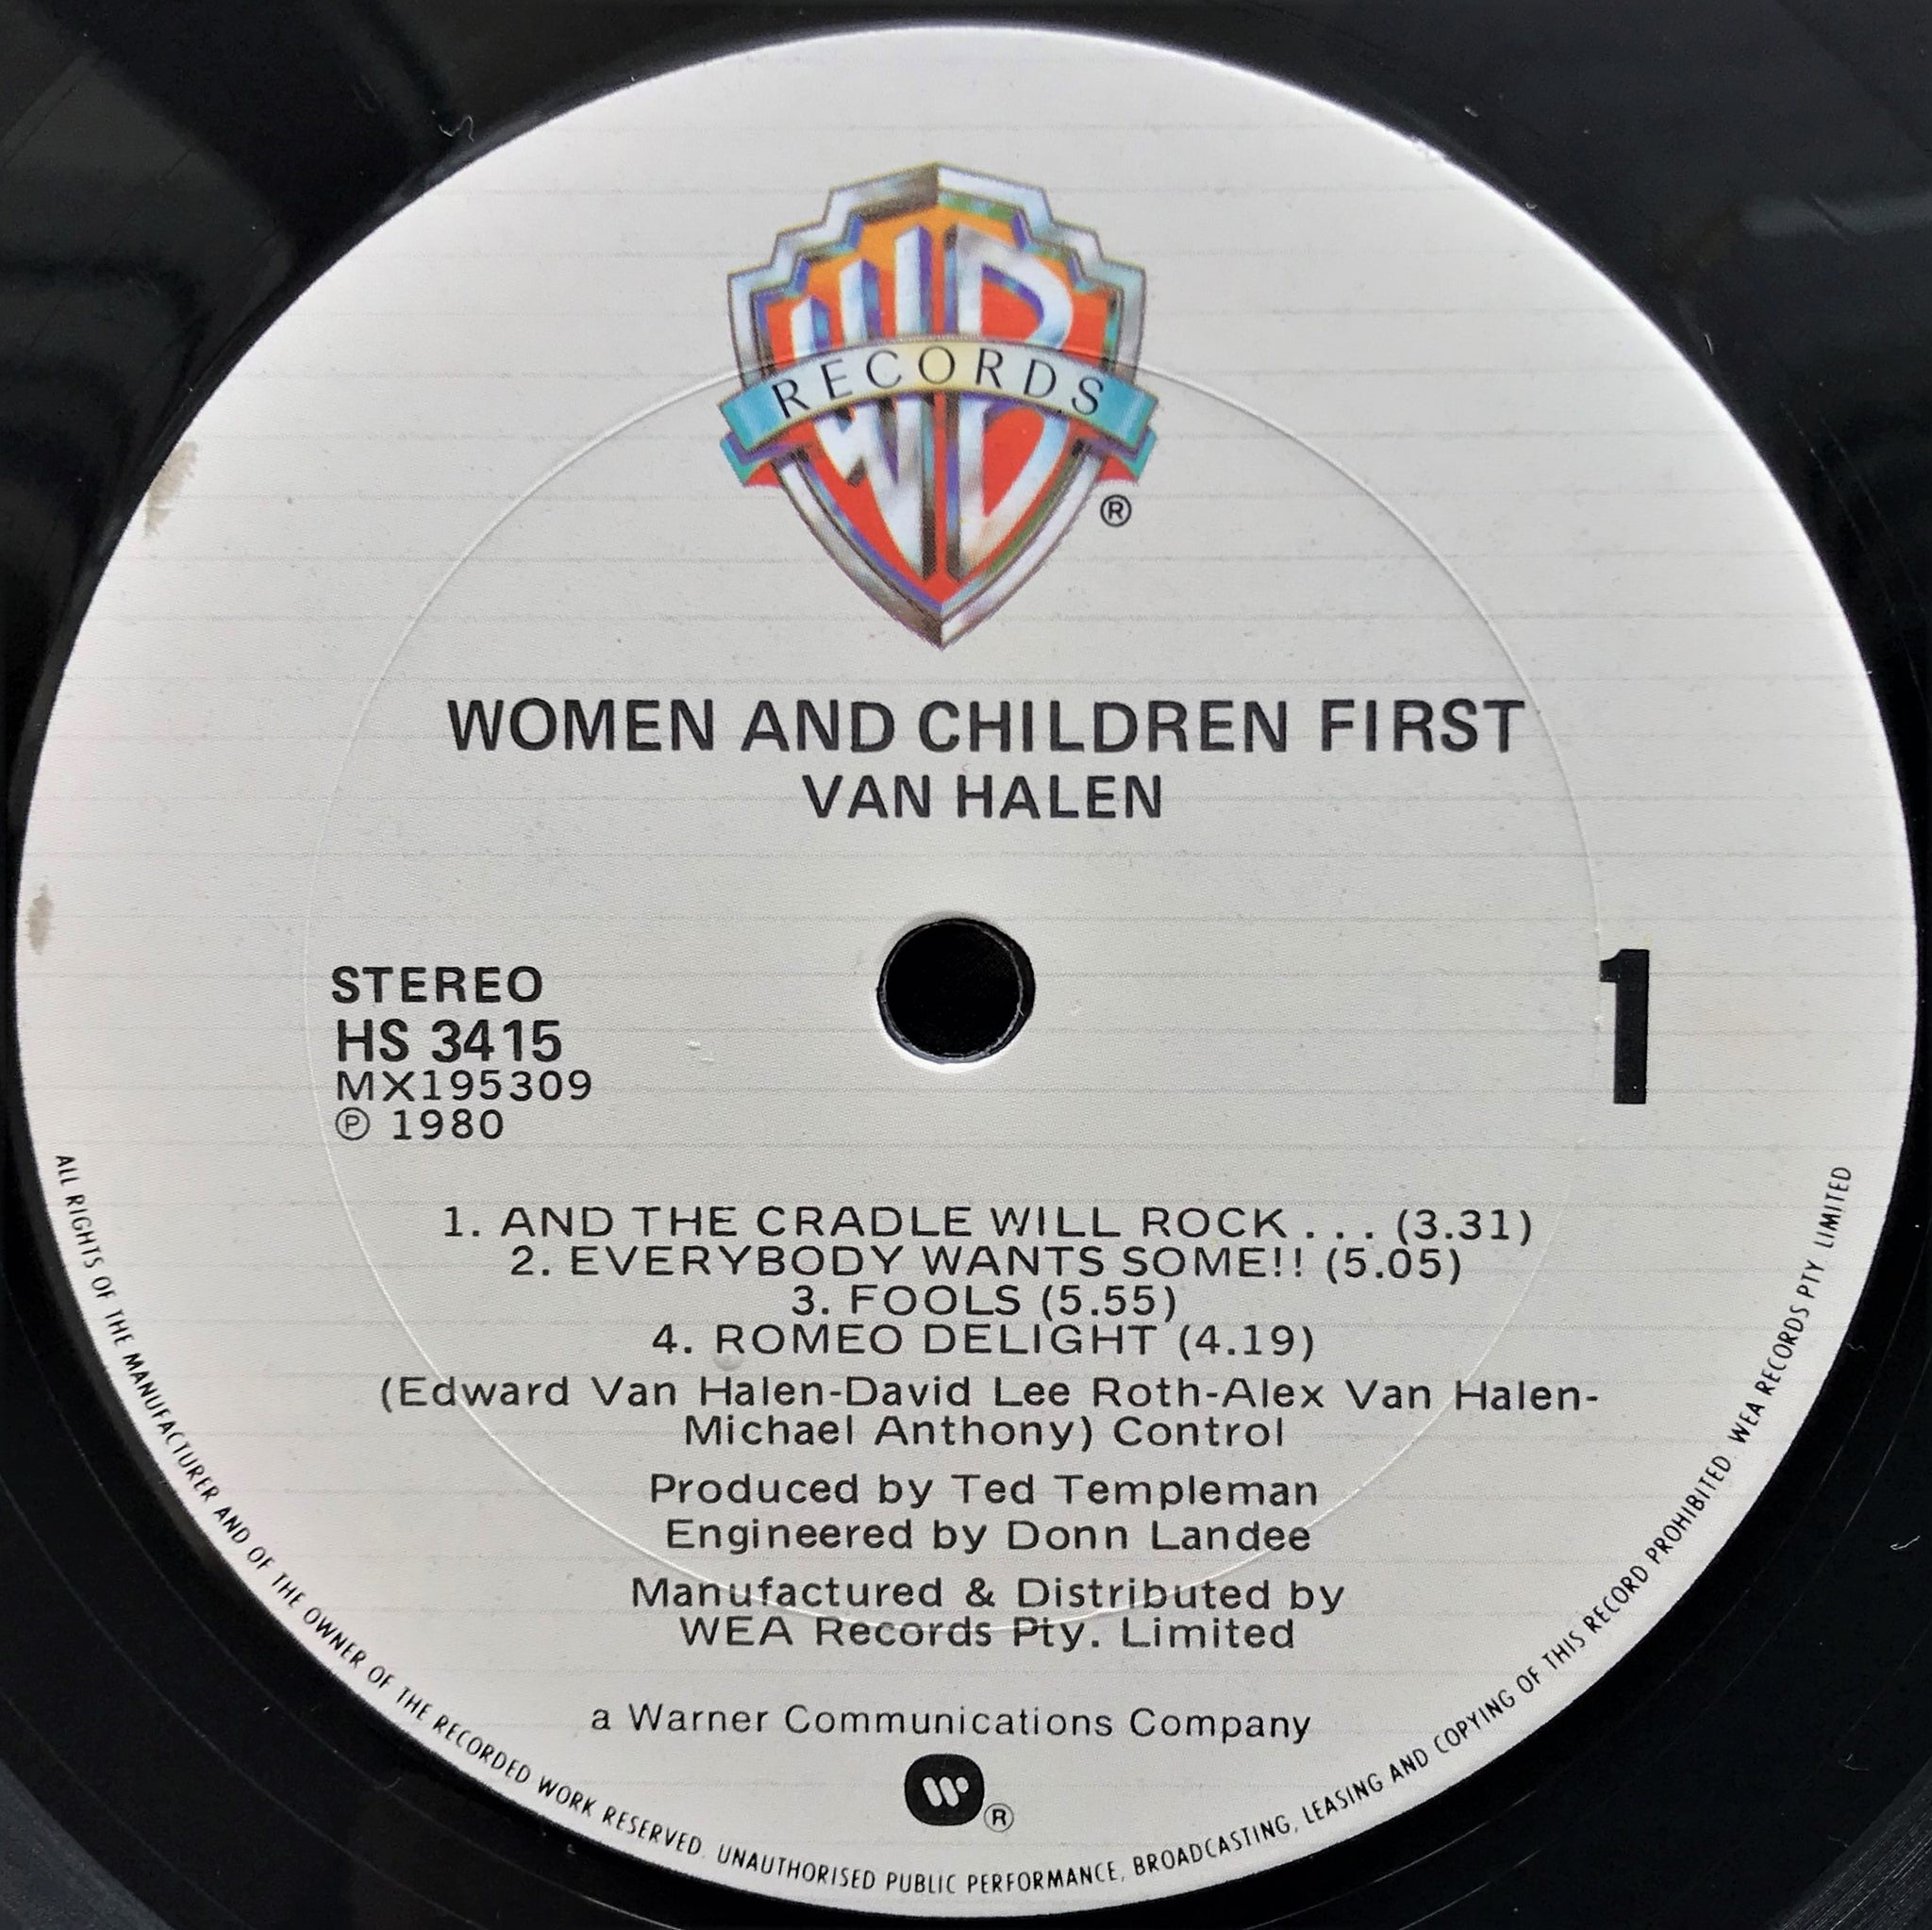 WB
RECORDS
®
WOMEN AND CHILDREN FIRST
VAN HALEN
STEREO
HS 3415
MX195309
℗ 1980
1
1. AND THE CRADLE WILL ROCK . . . (3.31)
2. EVERYBODY WANTS SOME!! (5.05)
3. FOOLS (5.55)
4. ROMEO DELIGHT (4.19)
(Edward Van Halen-David Lee Roth-Alex Van Halen-
Michael Anthony) Control
Produced by Ted Templeman
Engineered by Donn Landee
Manufactured & Distributed by
WEA Records Pty. Limited
a Warner Communications Company
®
ALL RIGHTS OF THE MANUFACTURER AND OF THE OWNER OF THE RECORDED WORK RESERVED. UNAUTHORISED PUBLIC PERFORMANCE, BROADCASTING, LEASING AND COPYING OF THIS RECORD PROHIBITED. WEA RECORDS PTY. LIMITED